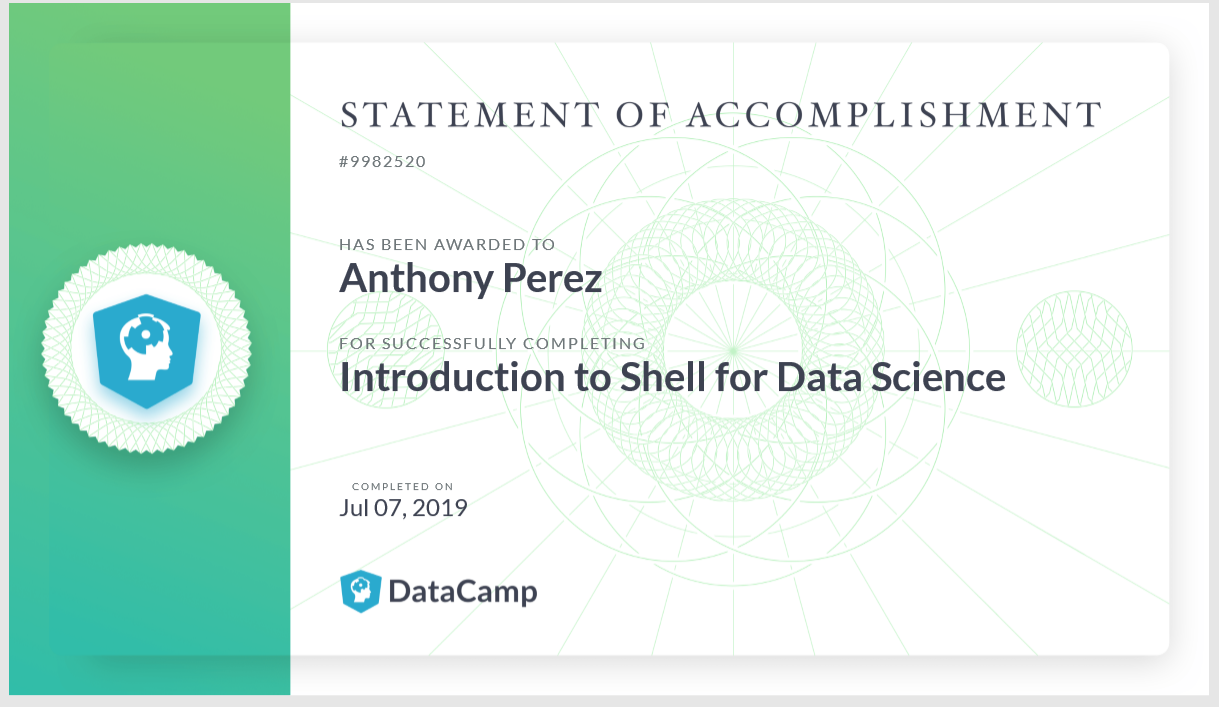 STATEMENT OF ACCOMPLISHMENT
#9982520
HAS BEEN AWARDED TO
Anthony Perez
FOR SUCCESSFULLY COMPLETING
Introduction to Shell for Data Science
COMPLETED ON
Jul 07, 2019
DataCamp